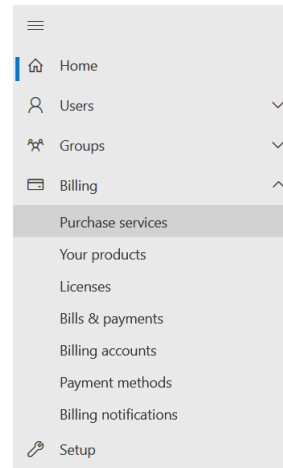 Home
Users
Groups
Billing
Purchase services
Your products
Licenses
Bills & payments
Billing accounts
Payment methods
Billing notifications
Setup